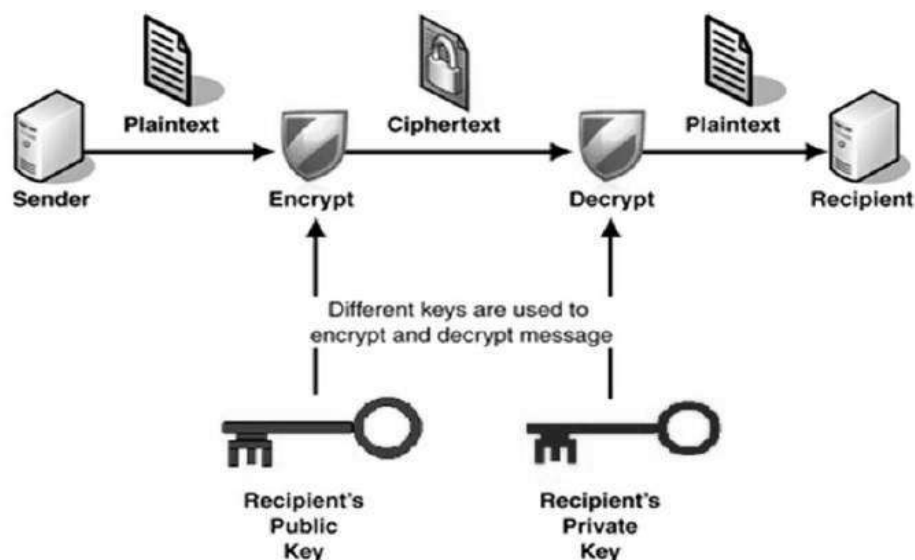 Plaintext
Ciphertext
Plaintext
Sender
Encrypt
Decrypt
Recipient
Different keys are used to
encrypt and decrypt message
Recipient's
Public
Key
Recipient's
Private
Key